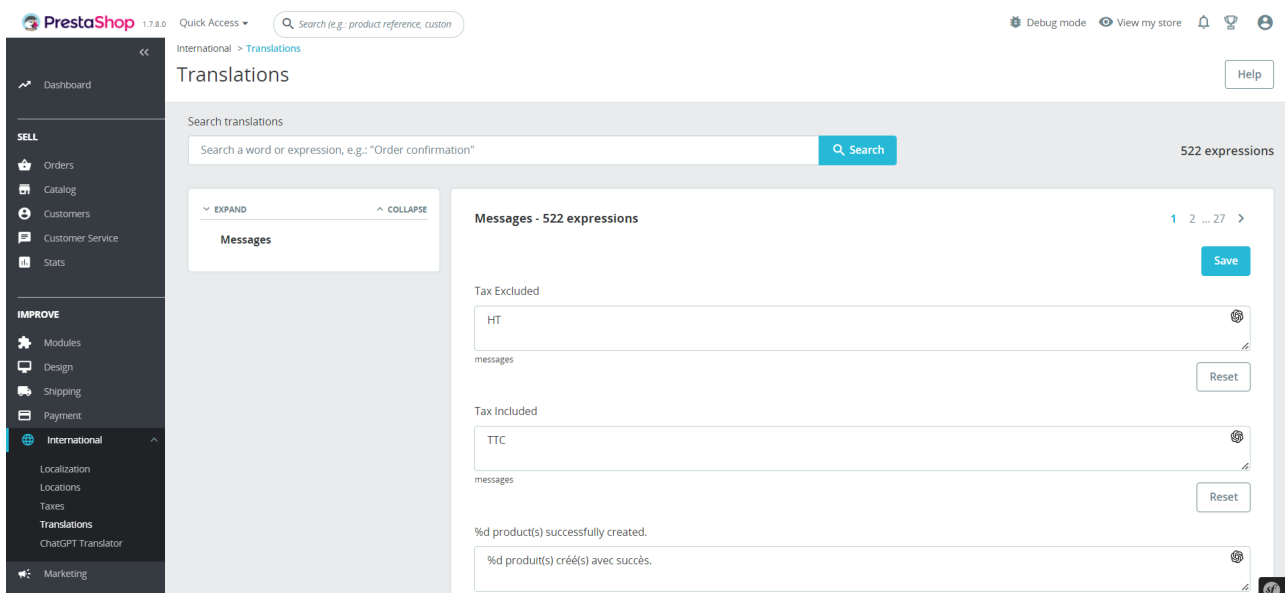 PrestaShop 1.7.8.0 Quick Access Search (e.g.: product reference, custon Debug mode View my store
International > Translations
Translations
Help
Dashboard
SELL
Orders
Catalog
Customers
Customer Service
Stats
IMPROVE
Modules
Design
Shipping
Payment
International
Localization
Locations
Taxes
Translations
ChatGPT Translator
Marketing
Search translations
Search a word or expression, e.g.: "Order confirmation"
Search
522 expressions
EXPAND
COLLAPSE
Messages
Messages - 522 expressions
1 2 ... 27
Save
Tax Excluded
HT
messages
Reset
Tax Included
TTC
messages
Reset
%d product(s) successfully created.
%d produit(s) créé(s) avec succès.
sf